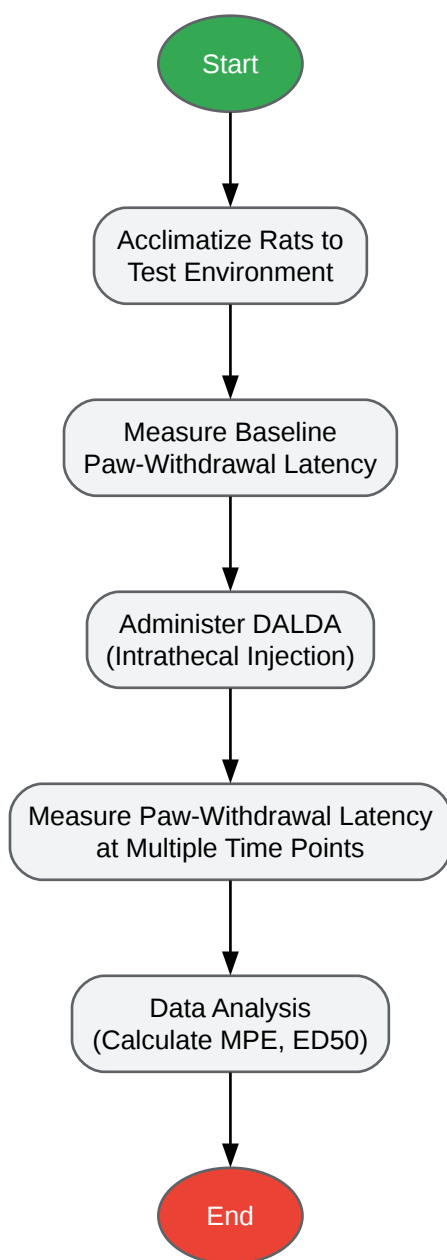 Start
Acclimatize Rats to
Test Environment
Measure Baseline
Paw-Withdrawal Latency
Administer DALDA
(Intrathecal Injection)
Measure Paw-Withdrawal Latency
at Multiple Time Points
Data Analysis
(Calculate MPE, ED50)
End